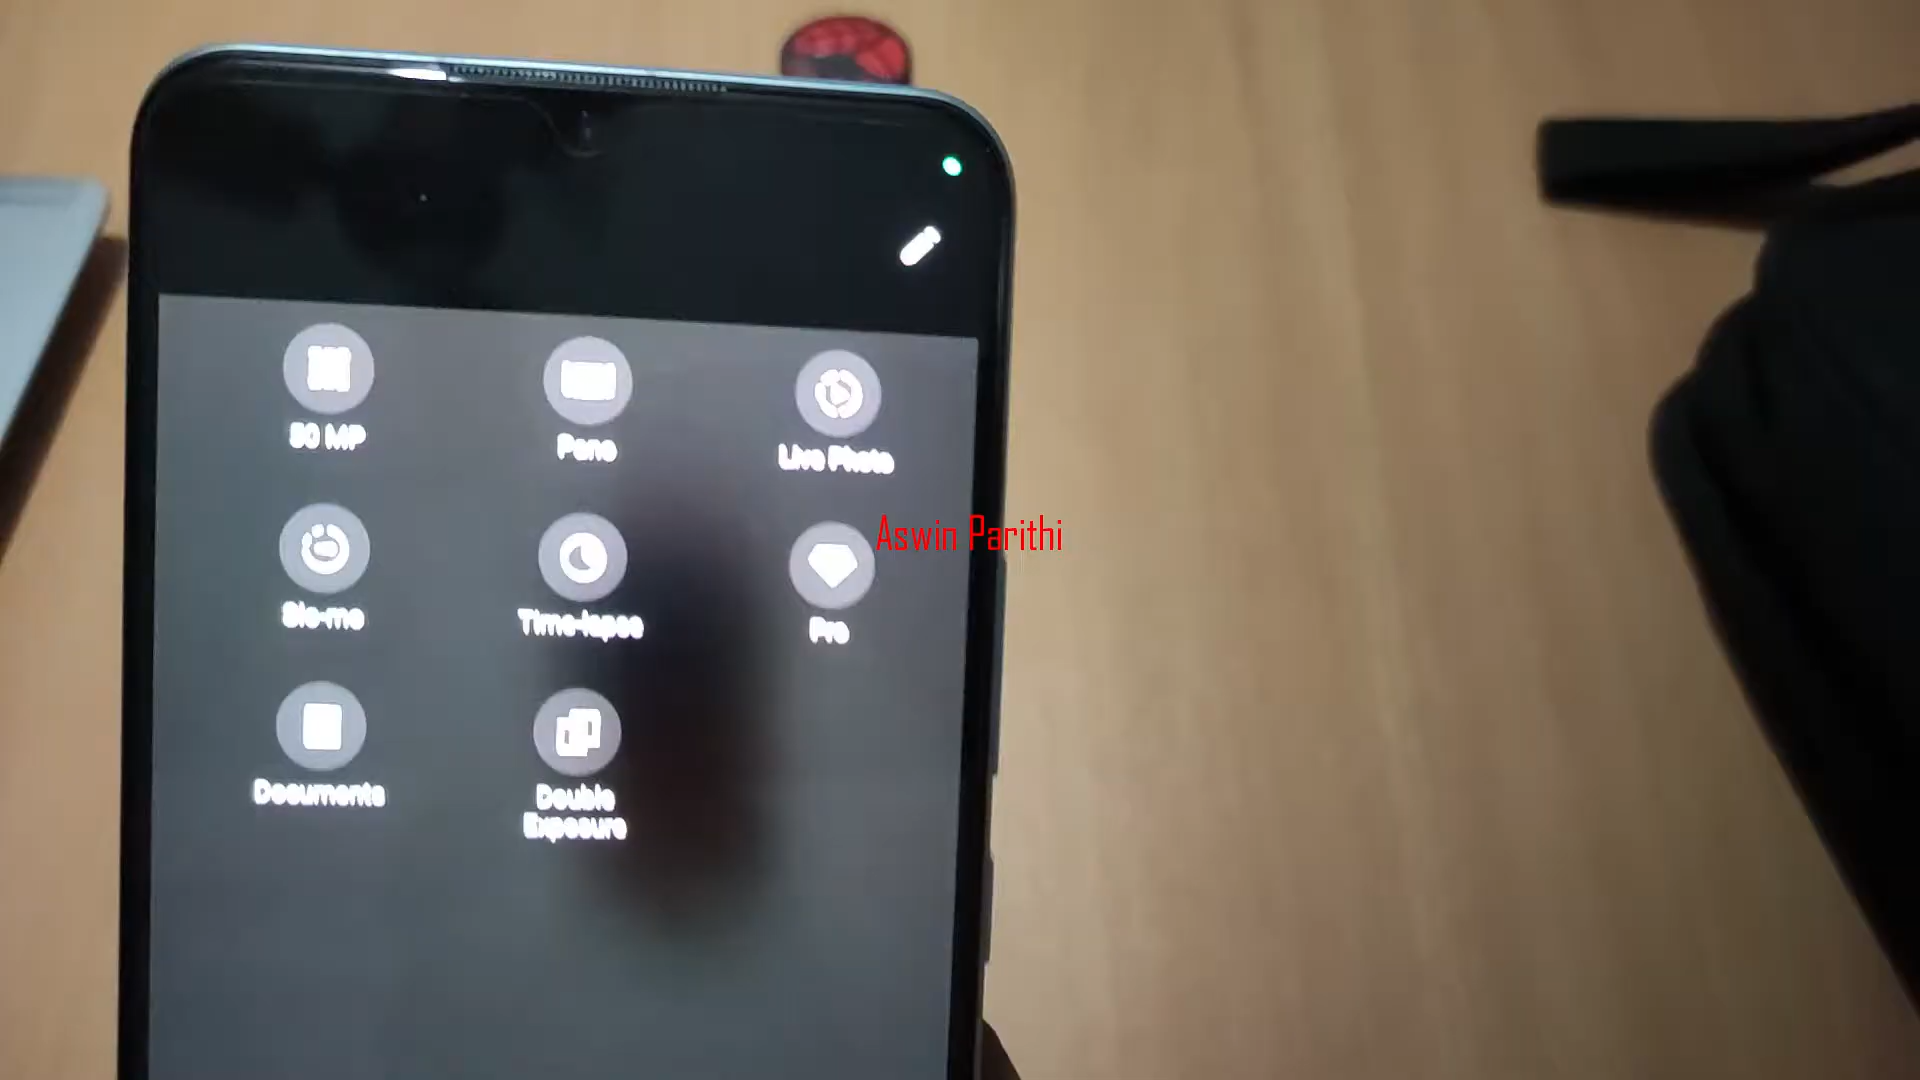 50 MP
Pano
Live Photo
Slo-mo
Time-lapse
Pro
Aswin Parithi
Documents
Double
Exposure